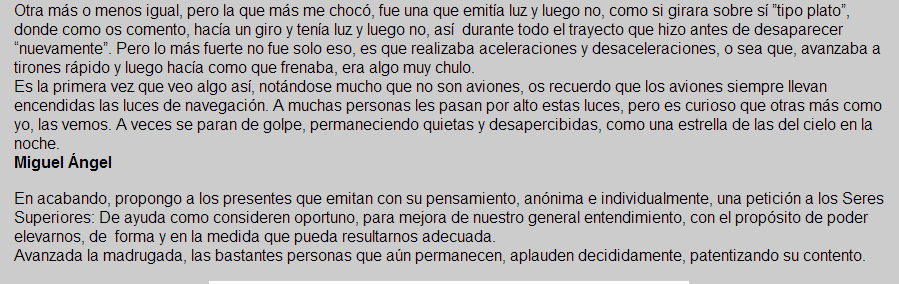 Otra más o menos igual, pero la que más me chocó, fue una que emitía luz y luego no, como si girara sobre sí ”tipo plato”,
donde como os comento, hacía un giro y tenía luz y luego no, así  durante todo el trayecto que hizo antes de desaparecer
“nuevamente”. Pero lo más fuerte no fue solo eso, es que realizaba aceleraciones y desaceleraciones, o sea que, avanzaba a
tirones rápido y luego hacía como que frenaba, era algo muy chulo.
Es la primera vez que veo algo así, notándose mucho que no son aviones, os recuerdo que los aviones siempre llevan
encendidas las luces de navegación. A muchas personas les pasan por alto estas luces, pero es curioso que otras más como
yo, las vemos. A veces se paran de golpe, permaneciendo quietas y desapercibidas, como una estrella de las del cielo en la
noche.
Miguel Ángel
En acabando, propongo a los presentes que emitan con su pensamiento, anónima e individualmente, una petición a los Seres
Superiores: De ayuda como consideren oportuno, para mejora de nuestro general entendimiento, con el propósito de poder
elevarnos, de  forma y en la medida que pueda resultarnos adecuada.
Avanzada la madrugada, las bastantes personas que aún permanecen, aplauden decididamente, patentizando su contento.